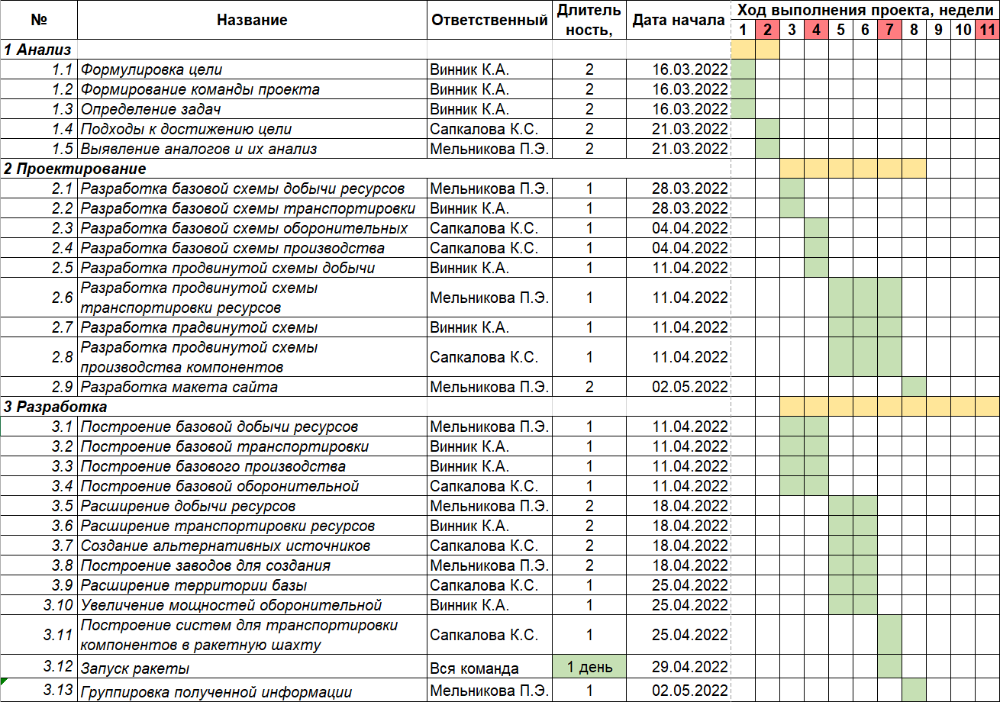 № Название Ответственный Длитель ность, Дата начала Ход выполнения проекта, недели
1 2 3 4 5 6 7 8 9 10 11
1 Анализ
1.1 Формулировка цели Винник К.А. 2 16.03.2022
1.2 Формирование команды проекта Винник К.А. 2 16.03.2022
1.3 Определение задач Винник К.А. 2 16.03.2022
1.4 Подходы к достижению цели Сапкалова К.С. 2 21.03.2022
1.5 Выявление аналогов и их анализ Мельникова П.Э. 2 21.03.2022
2 Проектирование
2.1 Разработка базовой схемы добычи ресурсов Мельникова П.Э. 1 28.03.2022
2.2 Разработка базовой схемы транспортировки Винник К.А. 1 28.03.2022
2.3 Разработка базовой схемы оборонительных Сапкалова К.С. 1 04.04.2022
2.4 Разработка базовой схемы производства Сапкалова К.С. 1 04.04.2022
2.5 Разработка продвинутой схемы добычи Винник К.А. 1 11.04.2022
2.6 Разработка продвинутой схемы
транспортировки ресурсов Мельникова П.Э. 1 11.04.2022
2.7 Разработка прадвинутой схемы Винник К.А. 1 11.04.2022
2.8 Разработка продвинутой схемы
производства компонентов Сапкалова К.С. 1 11.04.2022
2.9 Разработка макета сайта Мельникова П.Э. 2 02.05.2022
3 Разработка
3.1 Построение базовой добычи ресурсов Мельникова П.Э. 1 11.04.2022
3.2 Построение базовой транспортировки Винник К.А. 1 11.04.2022
3.3 Построение базового производства Винник К.А. 1 11.04.2022
3.4 Построение базовой оборонительной Сапкалова К.С. 1 11.04.2022
3.5 Расширение добычи ресурсов Мельникова П.Э. 2 18.04.2022
3.6 Расширение транспортировки ресурсов Винник К.А. 2 18.04.2022
3.7 Создание альтернативных источников Сапкалова К.С. 2 18.04.2022
3.8 Построение заводов для создания Мельникова П.Э. 2 18.04.2022
3.9 Расширение территории базы Сапкалова К.С. 1 25.04.2022
3.10 Увеличение мощностей оборонительной Винник К.А. 1 25.04.2022
3.11 Построение систем для транспортировки
компонентов в ракетную шахту Сапкалова К.С. 1 25.04.2022
3.12 Запуск ракеты Вся команда 1 день 29.04.2022
3.13 Группировка полученной информации Мельникова П.Э. 1 02.05.2022